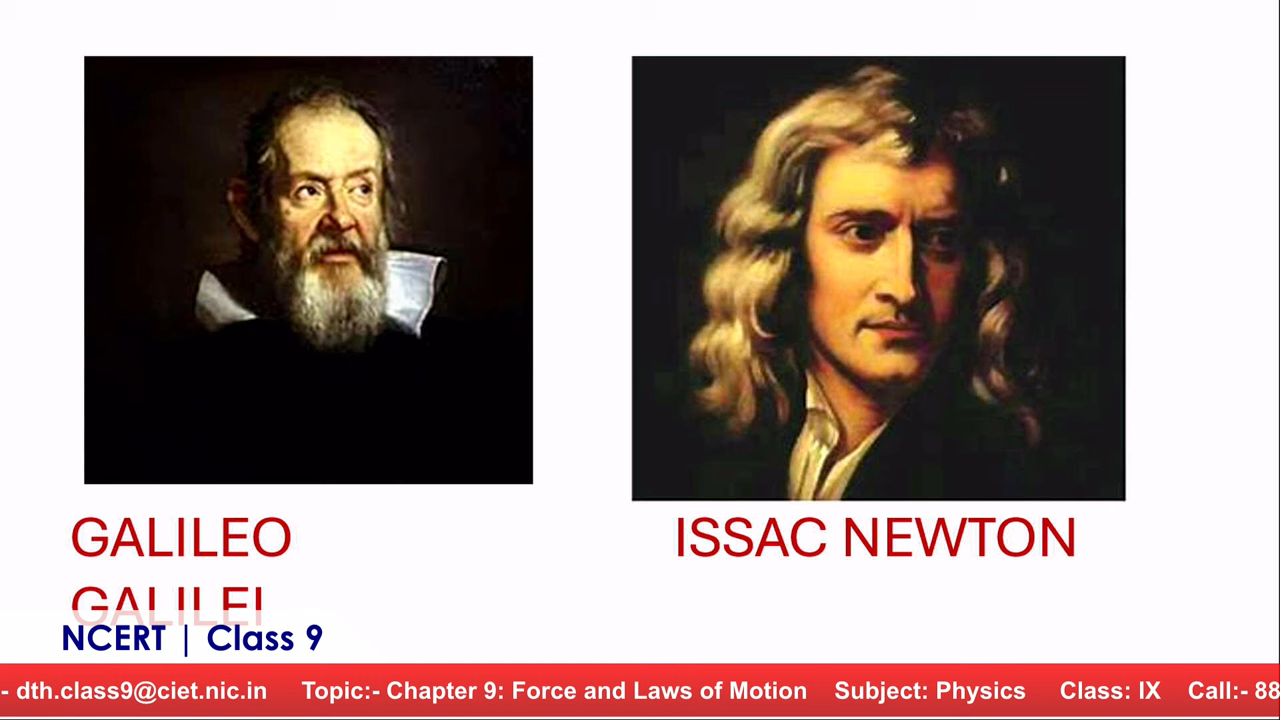 GALILEO
GALILEI
ISSAC NEWTON
NCERT | Class 9
- dth.class9@ciet.nic.in Topic:- Chapter 9: Force and Laws of Motion Subject: Physics Class: IX Call:- 88